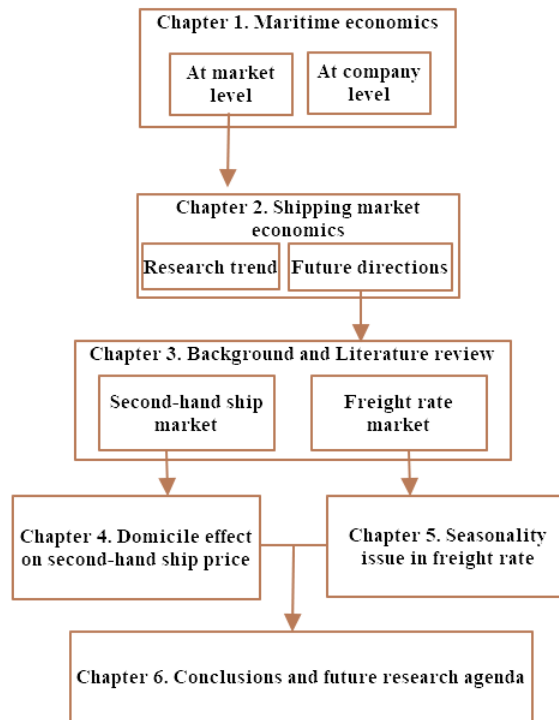 Chapter 1. Maritime economics
At market
level
At company
level
Chapter 2. Shipping market
economics
Research trend
Future directions
Chapter 3. Background and Literature review
Second-hand ship
market
Freight rate
market
Chapter 4. Domicile effect
on second-hand ship price
Chapter 5. Seasonality
issue in freight rate
Chapter 6. Conclusions and future research agenda